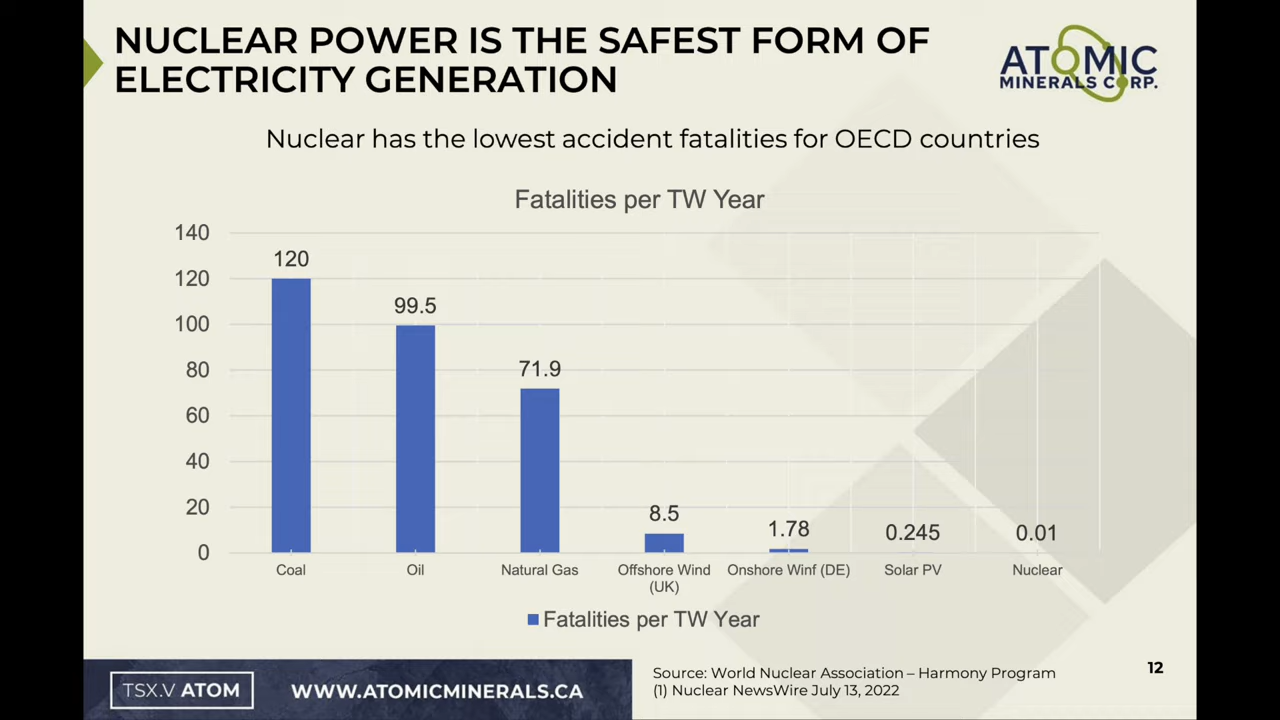 NUCLEAR POWER IS THE SAFEST FORM OF
ELECTRICITY GENERATION
ATOMIC
MINERALS CORP.
Nuclear has the lowest accident fatalities for OECD countries
Fatalities per TW Year
140
120
100
80
60
40
20
0
120
99.5
71.9
8.5
1.78
0.245
0.01
Coal
Oil
Natural Gas
Offshore Wind
(UK)
Onshore Winf (DE)
Solar PV
Nuclear
Fatalities per TW Year
TSX.V ATOM
WWW.ATOMICMINERALS.CA
Source: World Nuclear Association – Harmony Program
(1) Nuclear NewsWire July 13, 2022
12